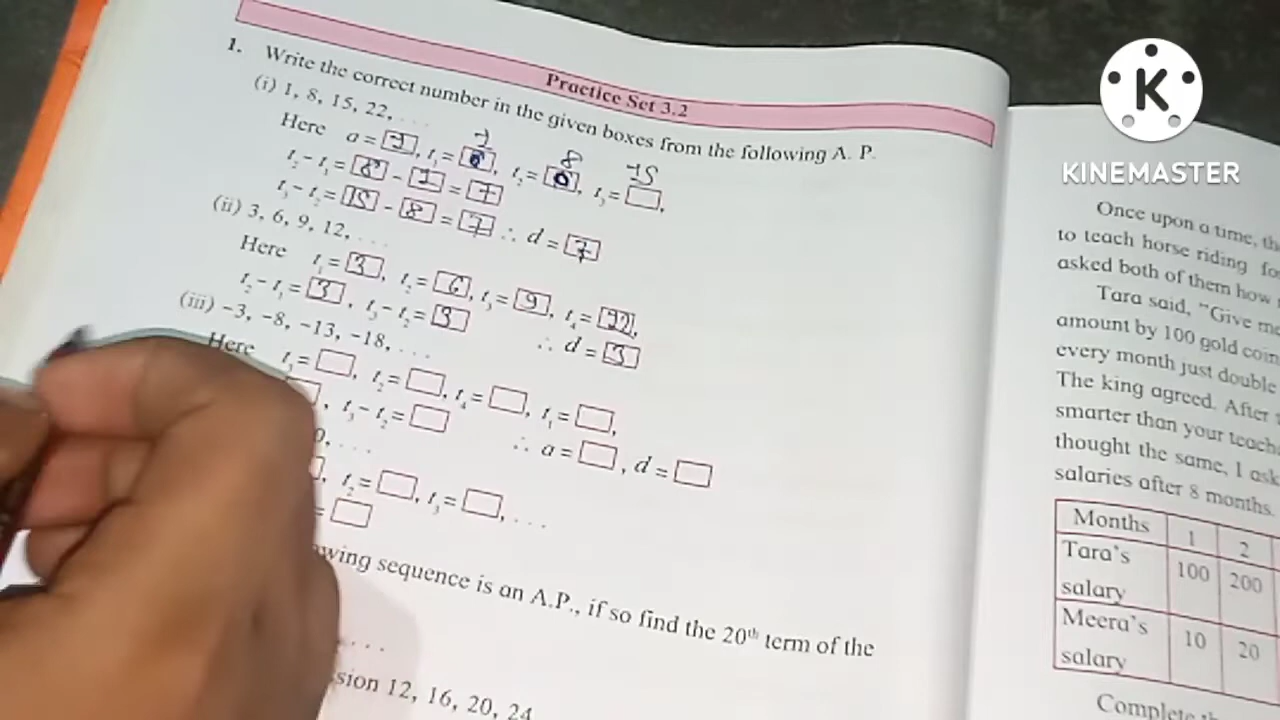 Practice Set 3.2
1. Write the correct number in the given boxes from the following A. P.
(i) 1, 8, 15, 22, . . .
Here a = 1, t₁ = 1, t₂ = 8, t₃ = 15,
t₂ – t₁ = 8 – 1 = 7
t₃ – t₂ = 15 – 8 = 7 ∴ d = 7
(ii) 3, 6, 9, 12, . . .
Here t₁ = 3, t₂ = 6, t₃ = 9, t₄ = 12,
t₂ – t₁ = 3, t₃ – t₂ = 3 ∴ d = 3
(iii) –3, –8, –13, –18, . . .
Here t₃ = □, t₂ = □, t₄ = □, t₁ = □,
, t₃ – t₂ = □ ∴ a = □, d = □
0, . . .
, t₂ = □, t₃ = □, . . .
= □
wing sequence is an A.P., if so find the 20th term of the
. . . .
sion 12, 16, 20, 24
K
KINEMASTER
Once upon a time,
to teach horse riding
asked both of them how
Tara said, "Give
amount by 100 gold
every month just double
The king agreed. After
smarter than your
thought the same, I
salaries after 8 months.
Months 1 2
Tara's salary 100 200
Meera's salary 10 20
Complete